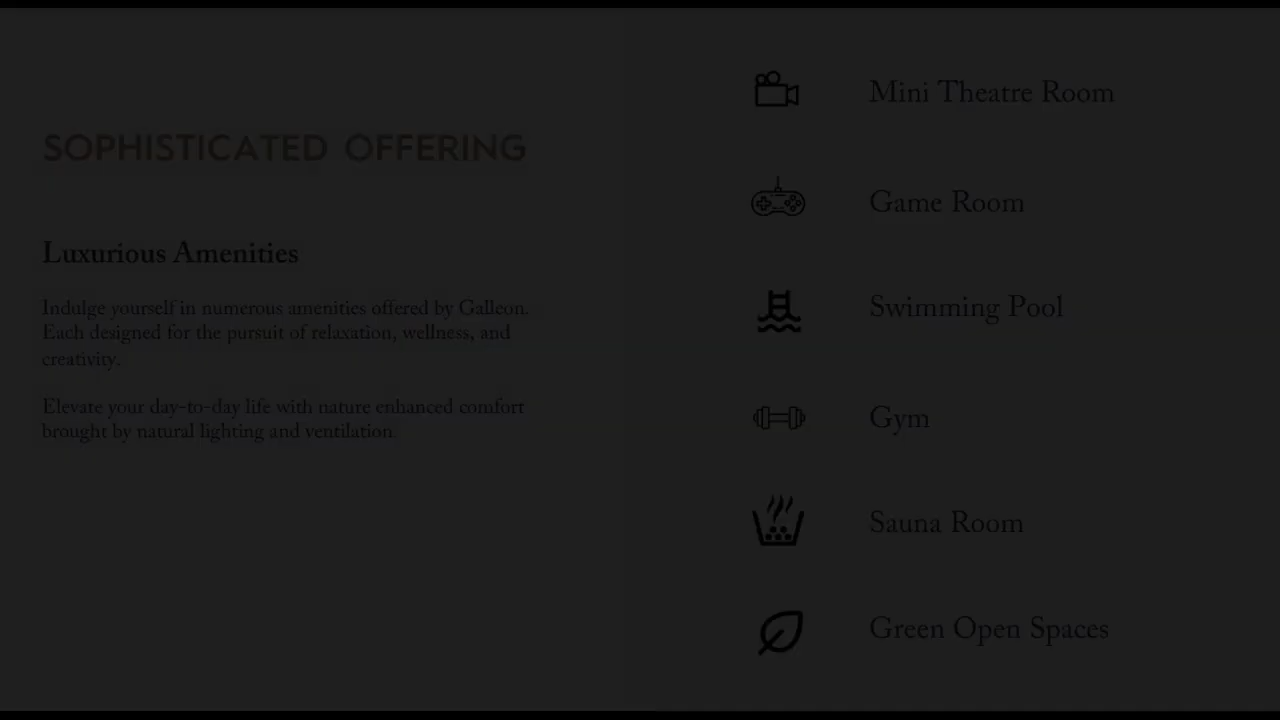 SOPHISTICATED OFFERING
Luxurious Amenities
Indulge yourself in numerous amenities offered by Galleon.
Each designed for the pursuit of relaxation, wellness, and
creativity.
Elevate your day-to-day life with nature enhanced comfort
brought by natural lighting and ventilation.
Mini Theatre Room
Game Room
Swimming Pool
Gym
Sauna Room
Green Open Spaces